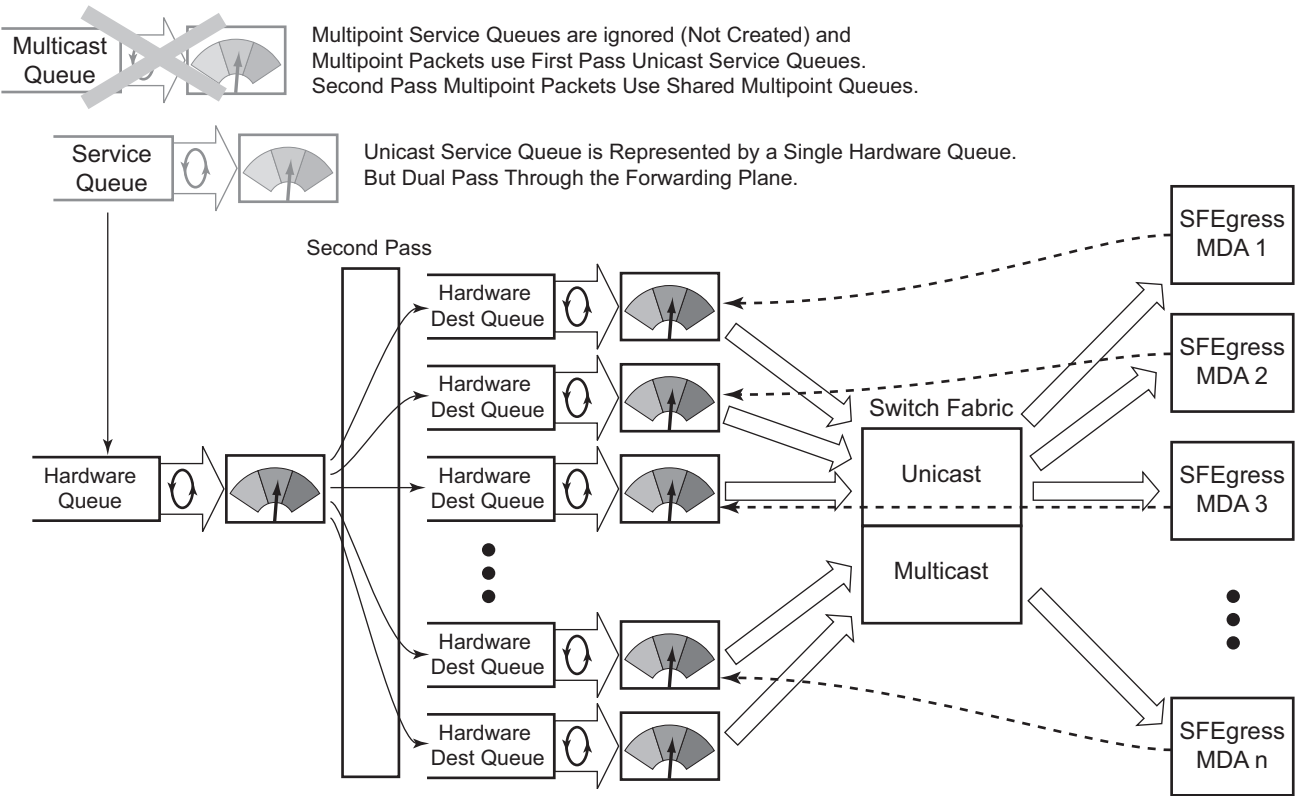 Multicast
Queue
Multipoint Service Queues are ignored (Not Created) and
Multipoint Packets use First Pass Unicast Service Queues.
Second Pass Multipoint Packets Use Shared Multipoint Queues.
Service
Queue
Unicast Service Queue is Represented by a Single Hardware Queue.
But Dual Pass Through the Forwarding Plane.
Second Pass
Hardware
Queue
Hardware
Dest Queue
Hardware
Dest Queue
Hardware
Dest Queue
Hardware
Dest Queue
Hardware
Dest Queue
Switch Fabric
Unicast
Multicast
SFEgress
MDA 1
SFEgress
MDA 2
SFEgress
MDA 3
SFEgress
MDA n